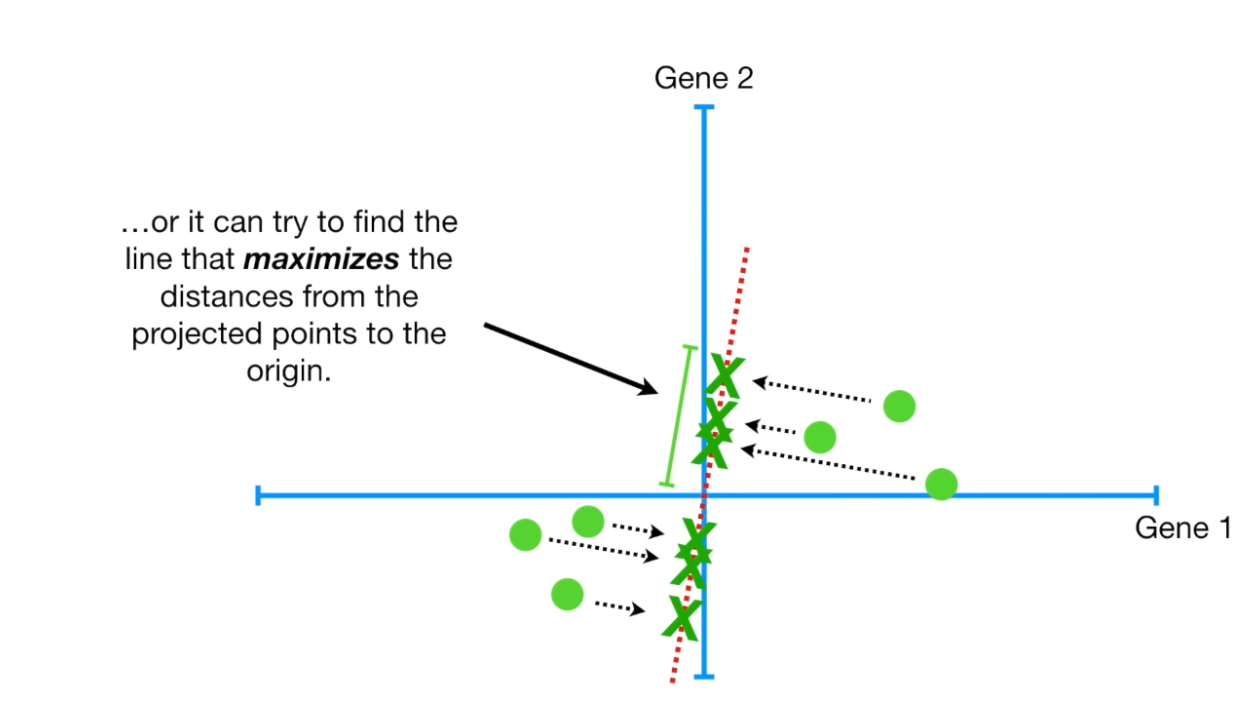 Gene 2
…or it can try to find the
line that maximizes the
distances from the
projected points to the
origin.
Gene 1